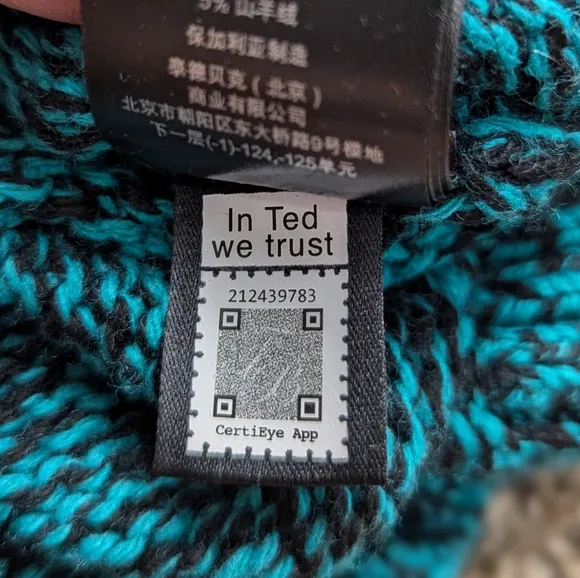 5% 山羊绒
保加利亚制造
泰德贝克（北京）
商业有限公司
北京市朝阳区东大桥路9号楼地
下一层(-1)-124,-125单元
In Ted
we trust
212439783
CertiEye App